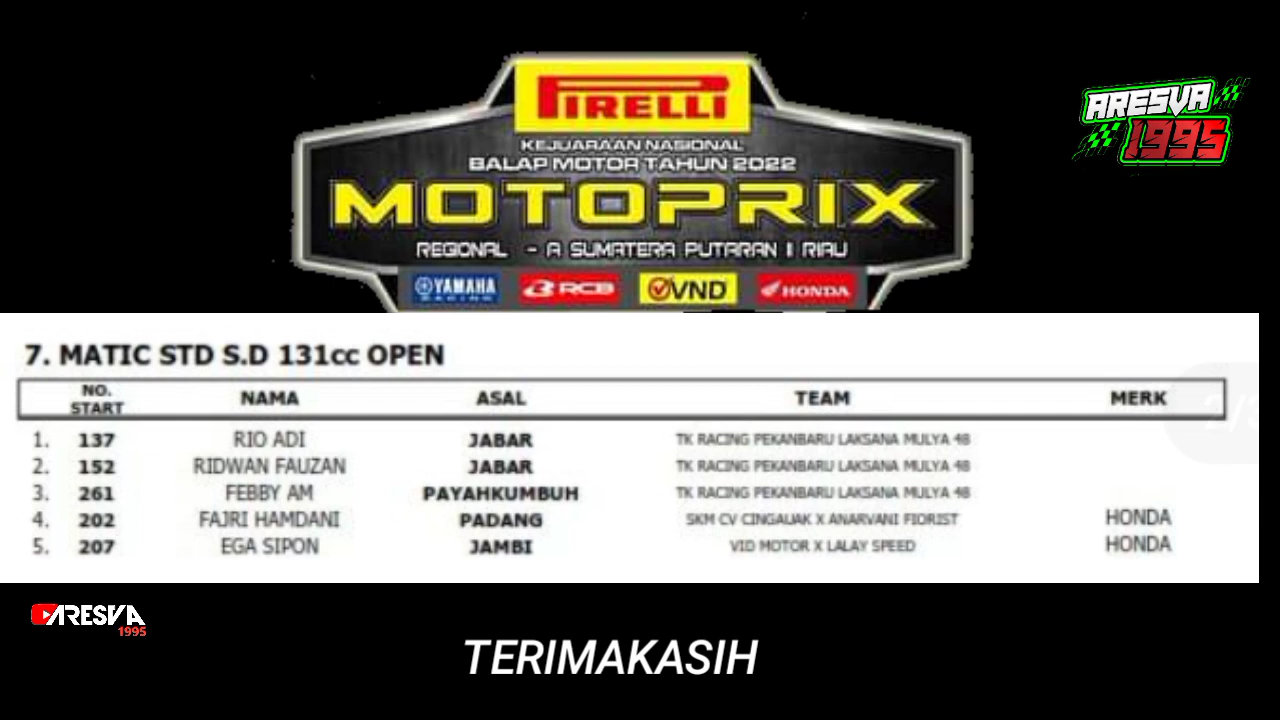 PIRELLI
KEJUARAAN NASIONAL
BALAP MOTOR TAHUN 2022
MOTOPRIX
REGIONAL - A SUMATERA PUTARAN II RIAU
YAMAHA RACING RCB VND HONDA
ARESVA
1995
7. MATIC STD S.D 131cc OPEN
NO. START NAMA ASAL TEAM MERK
1. 137 RIO ADI JABAR TK RACING PEKANBARU LAKSANA MULYA 48
2. 152 RIDWAN FAUZAN JABAR TK RACING PEKANBARU LAKSANA MULYA 48
3. 261 FEBBY AM PAYAHKUMBUH TK RACING PEKANBARU LAKSANA MULYA 48
4. 202 FAJRI HAMDANI PADANG SKM CV CINGAUAK X ANARVANI FIORIST HONDA
5. 207 EGA SIPON JAMBI VID MOTOR X LALAY SPEED HONDA
ARESVA
1995
TERIMAKASIH